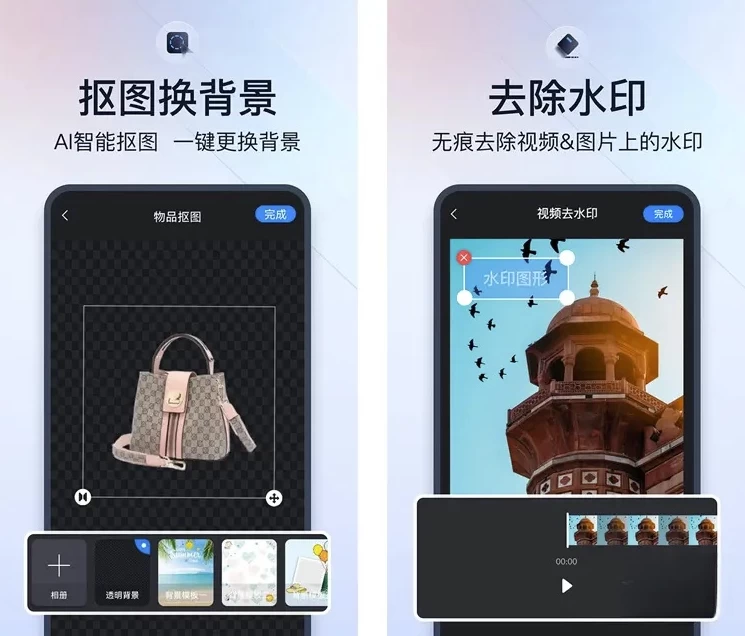 抠图换背景
AI智能抠图 一键更换背景
物品抠图
完成
相册
透明背景
背景模板一
去除水印
无痕去除视频&图片上的水印
视频去水印
完成
水印图形
00:00